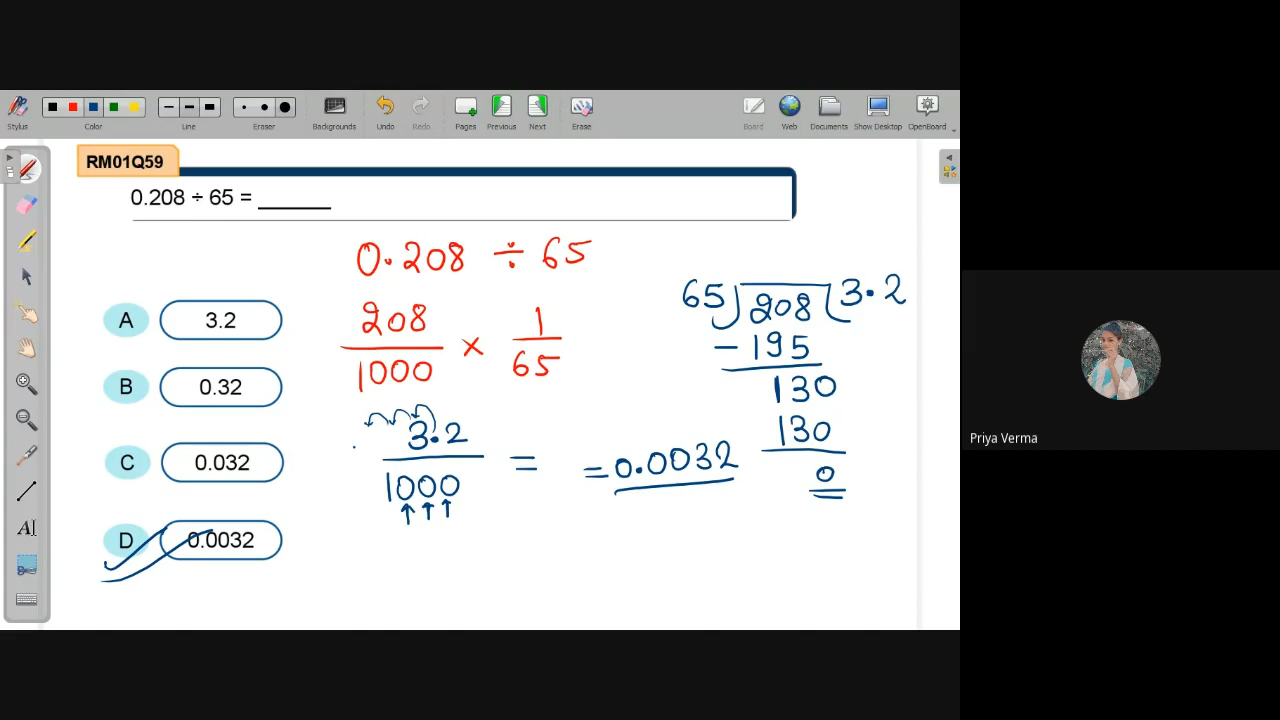 Stylus
Color
Line
Eraser
Backgrounds
Undo
Redo
Pages
Previous
Next
Erase
Board
Web
Documents
Show Desktop
OpenBoard
RM01Q59
0.208 ÷ 65 = ______
0.208 ÷ 65
A 3.2
B 0.32
C 0.032
D 0.0032
208/1000 × 1/65
3.2/1000 = = 0.0032
65)208(3.2
- 195
130
130
0
Priya Verma